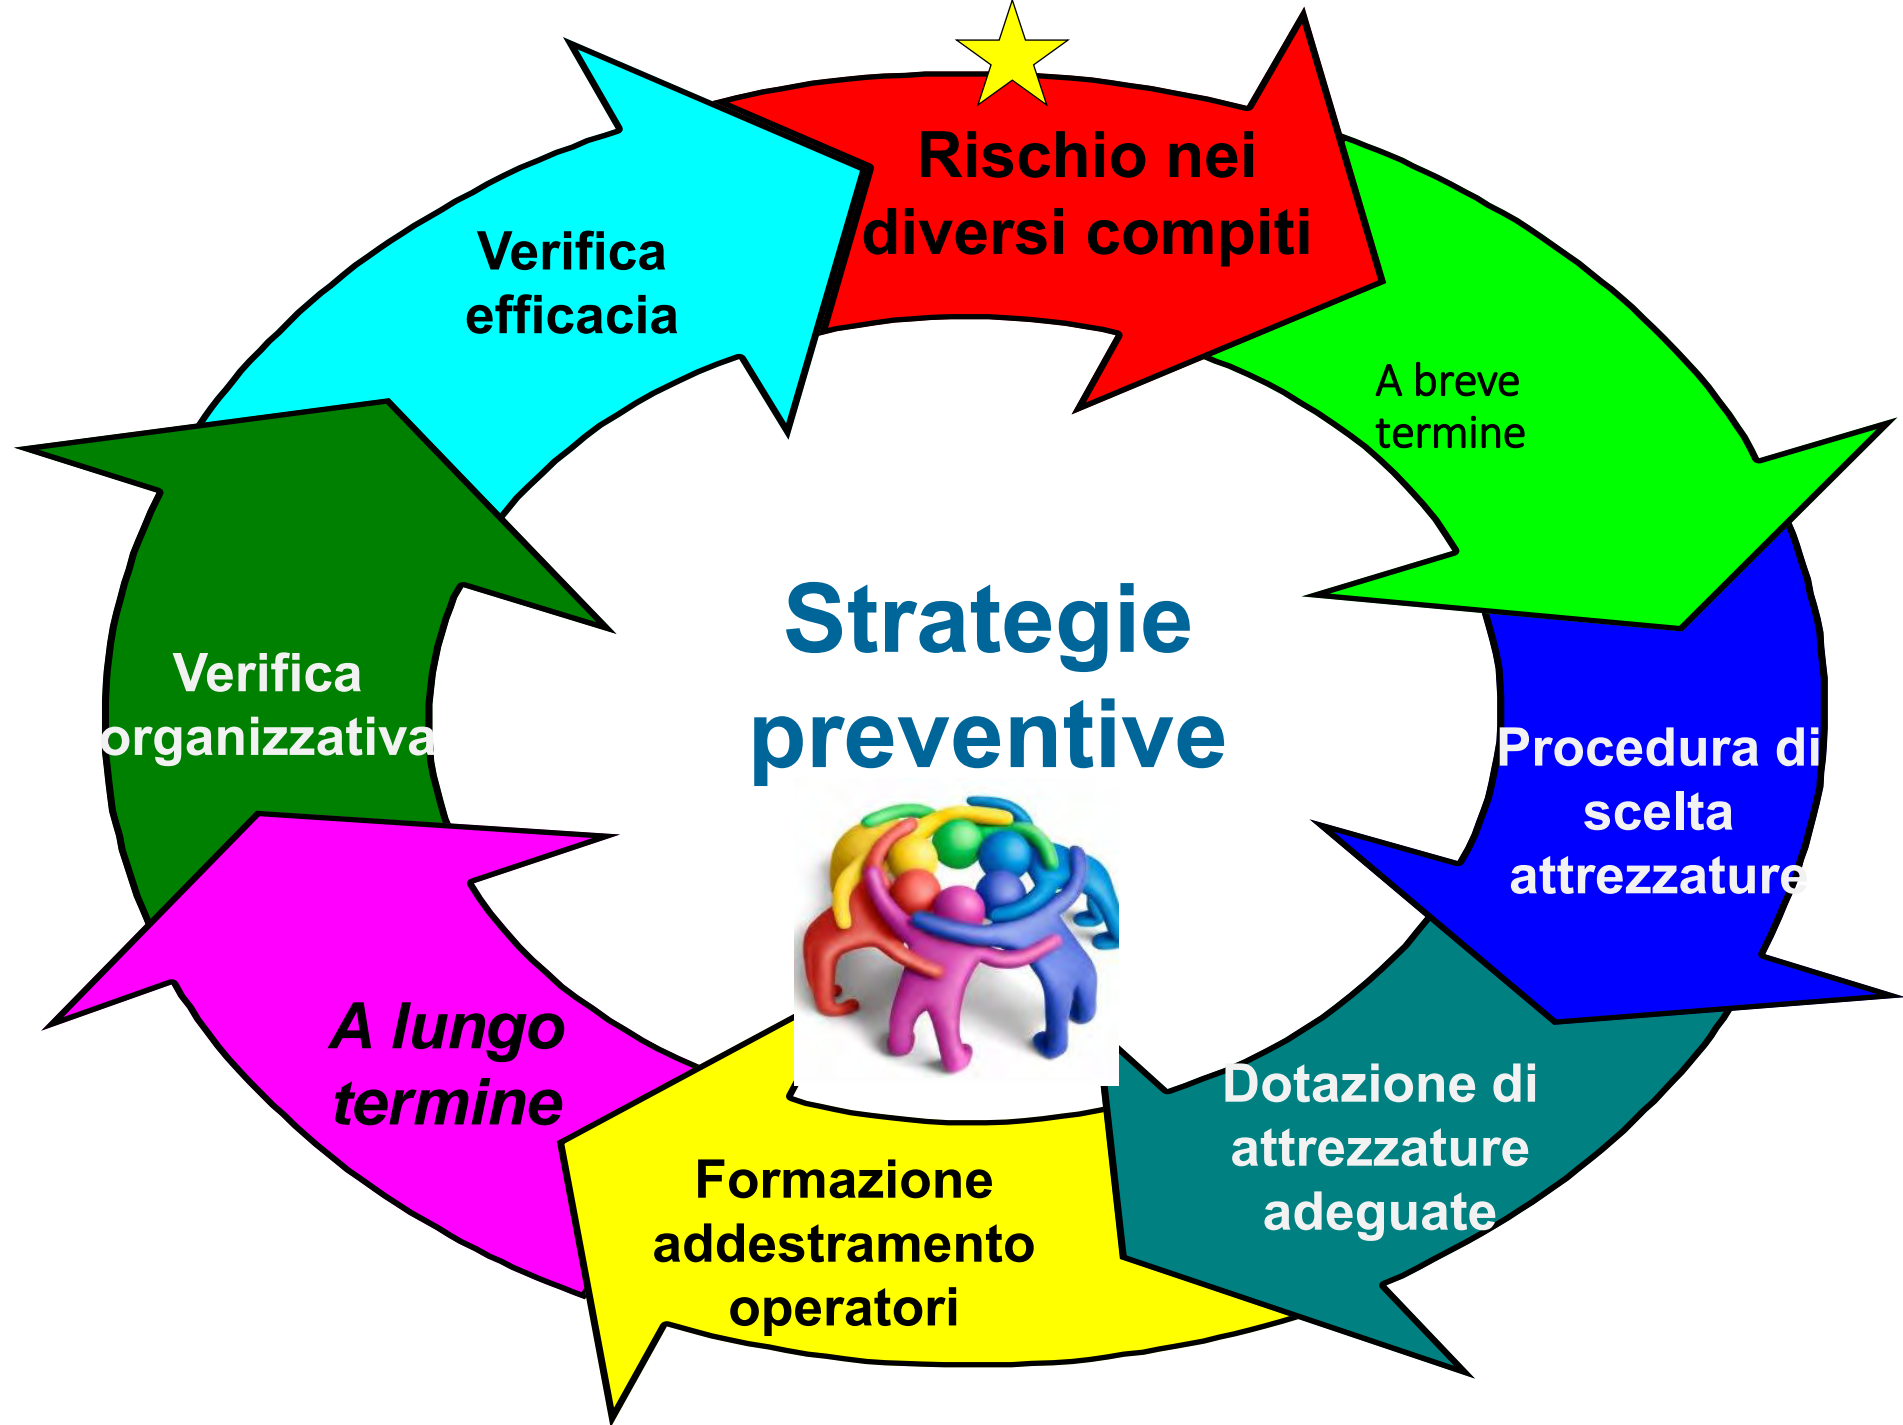 Rischio nei
diversi compiti
A breve
termine
Procedura di
scelta
attrezzature
Dotazione di
attrezzature
adeguate
Formazione
addestramento
operatori
A lungo
termine
Verifica
organizzativa
Verifica
efficacia
Strategie
preventive